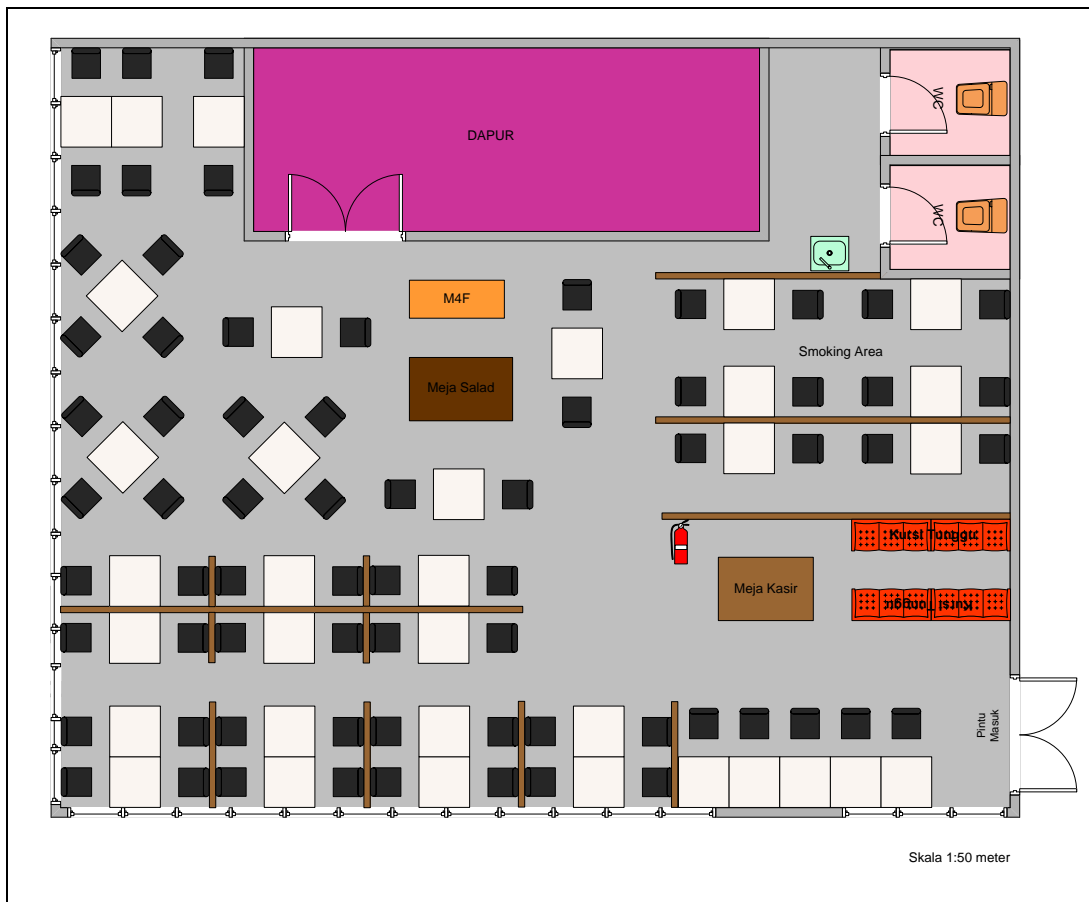 DAPUR
WC
WC
M4F
Meja Salad
Smoking Area
Kursi Tunggu
Meja Kasir
Kursi Tunggu
Pintu
Masuk
Skala 1:50 meter